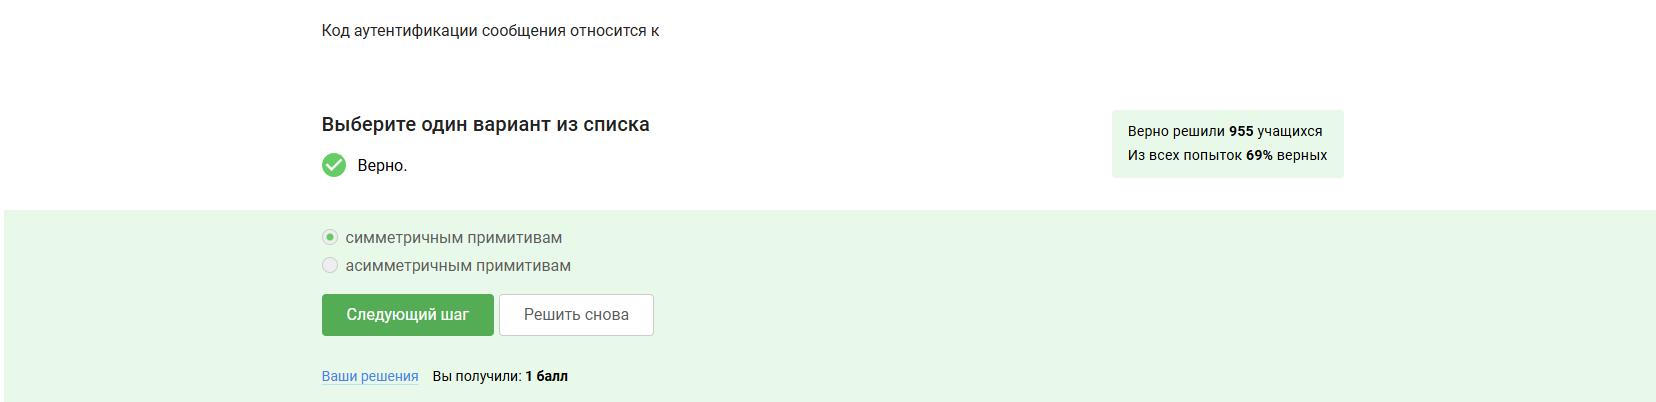 Код аутентификации сообщения относится к
Выберите один вариант из списка
Верно.
Верно решили 955 учащихся
Из всех попыток 69% верных
симметричным примитивам
асимметричным примитивам
Следующий шаг
Решить снова
Ваши решения Вы получили: 1 балл